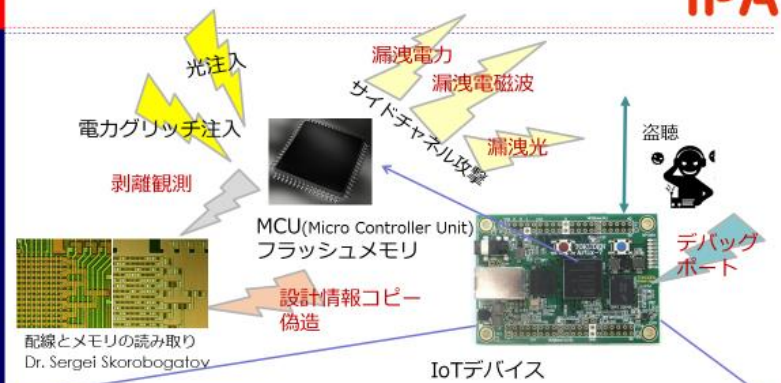 IPA
光注入
漏洩電力
漏洩電磁波
電力グリッチ注入
サイドチャネル攻撃
漏洩光
盗聴
剥離観測
MCU(Micro Controller Unit)
フラッシュメモリ
デバッグ
ポート
設計情報コピー
偽造
配線とメモリの読み取り
Dr. Sergei Skorobogatov
IoTデバイス